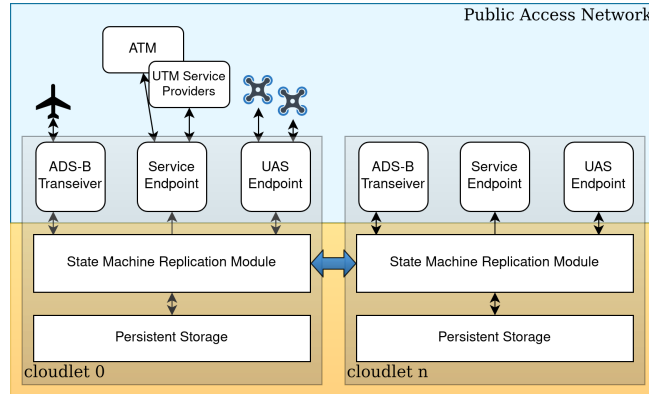 Public Access Network
ATM
UTM Service
Providers
ADS-B
Transeiver
Service
Endpoint
UAS
Endpoint
ADS-B
Transeiver
Service
Endpoint
UAS
Endpoint
State Machine Replication Module
State Machine Replication Module
Persistent Storage
Persistent Storage
cloudlet 0
cloudlet n